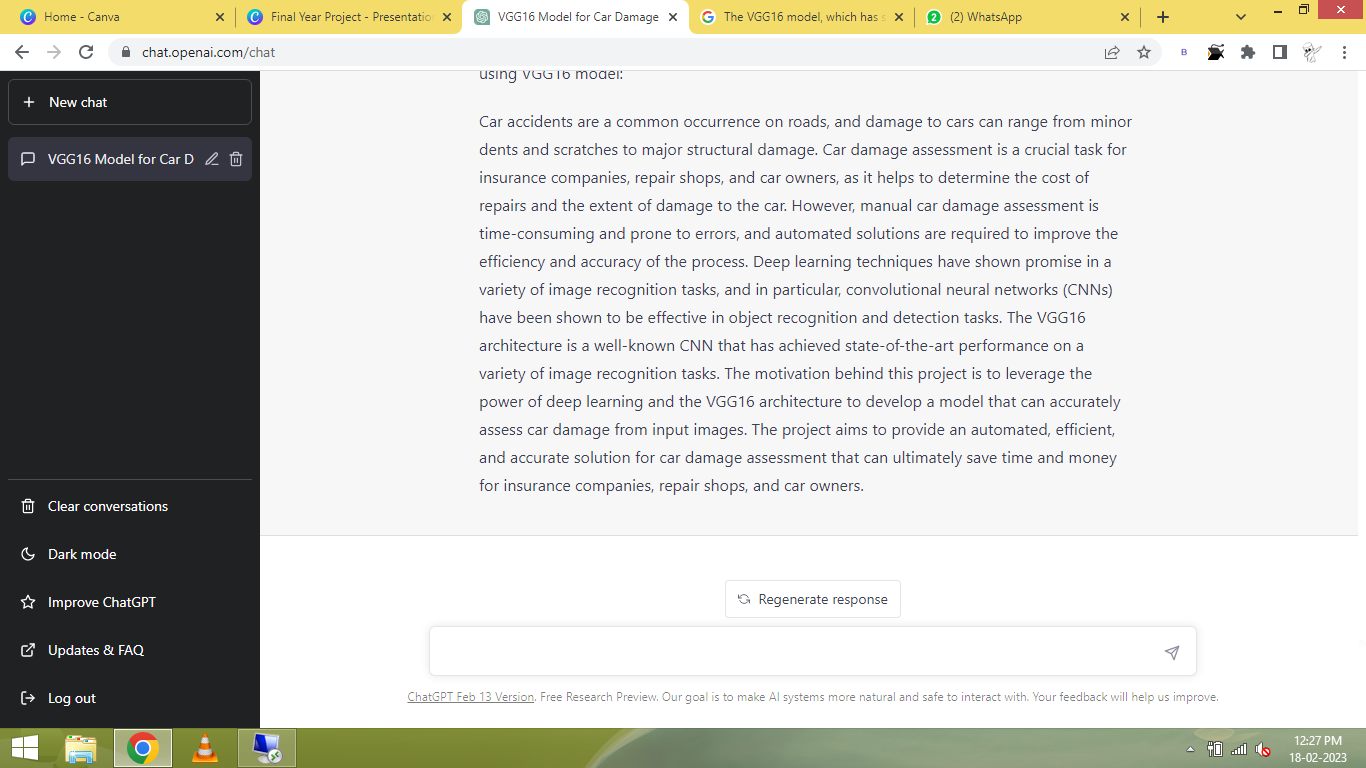 Home - Canva
Final Year Project - Presentatio
VGG16 Model for Car Damage
The VGG16 model, which has s
2
(2) WhatsApp
chat.openai.com/chat
B
New chat
VGG16 Model for Car D
using VGG16 model:
Car accidents are a common occurrence on roads, and damage to cars can range from minor
dents and scratches to major structural damage. Car damage assessment is a crucial task for
insurance companies, repair shops, and car owners, as it helps to determine the cost of
repairs and the extent of damage to the car. However, manual car damage assessment is
time-consuming and prone to errors, and automated solutions are required to improve the
efficiency and accuracy of the process. Deep learning techniques have shown promise in a
variety of image recognition tasks, and in particular, convolutional neural networks (CNNs)
have been shown to be effective in object recognition and detection tasks. The VGG16
architecture is a well-known CNN that has achieved state-of-the-art performance on a
variety of image recognition tasks. The motivation behind this project is to leverage the
power of deep learning and the VGG16 architecture to develop a model that can accurately
assess car damage from input images. The project aims to provide an automated, efficient,
and accurate solution for car damage assessment that can ultimately save time and money
for insurance companies, repair shops, and car owners.
Clear conversations
Dark mode
Improve ChatGPT
Updates & FAQ
Log out
Regenerate response
ChatGPT Feb 13 Version. Free Research Preview. Our goal is to make AI systems more natural and safe to interact with. Your feedback will help us improve.
12:27 PM
18-02-2023